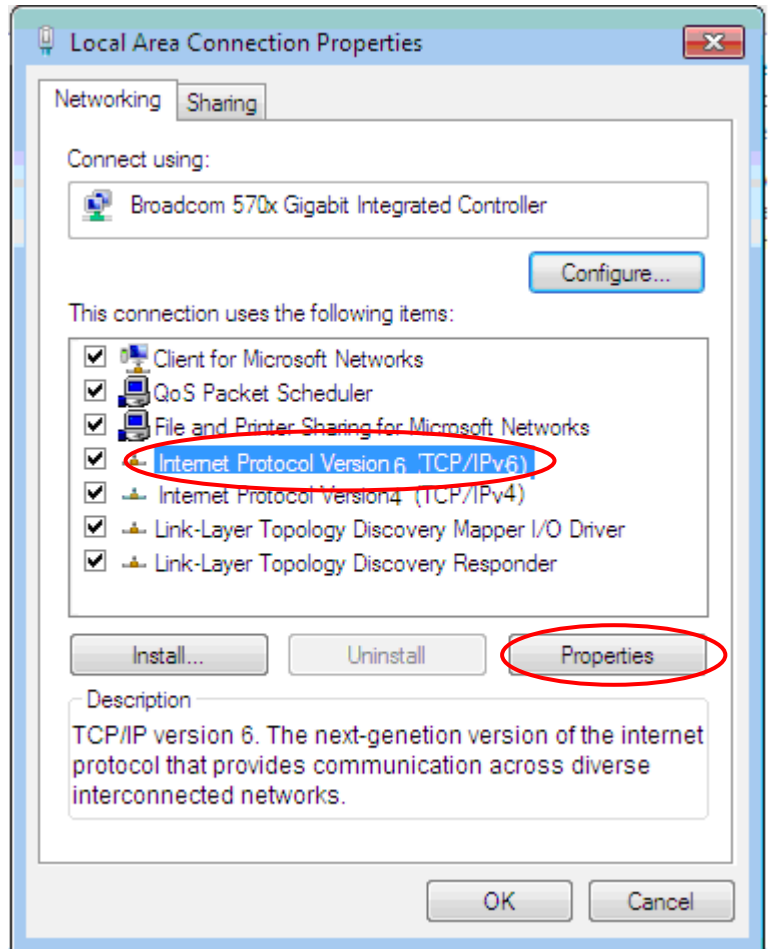 Local Area Connection Properties
Networking
Sharing
Connect using:
Broadcom 570x Gigabit Integrated Controller
Configure...
This connection uses the following items:
Client for Microsoft Networks
QoS Packet Scheduler
File and Printer Sharing for Microsoft Networks
Internet Protocol Version 6 (TCP/IPv6)
Internet Protocol Version4 (TCP/IPv4)
Link-Layer Topology Discovery Mapper I/O Driver
Link-Layer Topology Discovery Responder
Install...
Uninstall
Properties
Description
TCP/IP version 6. The next-genetion version of the internet
protocol that provides communication across diverse
interconnected networks.
OK
Cancel